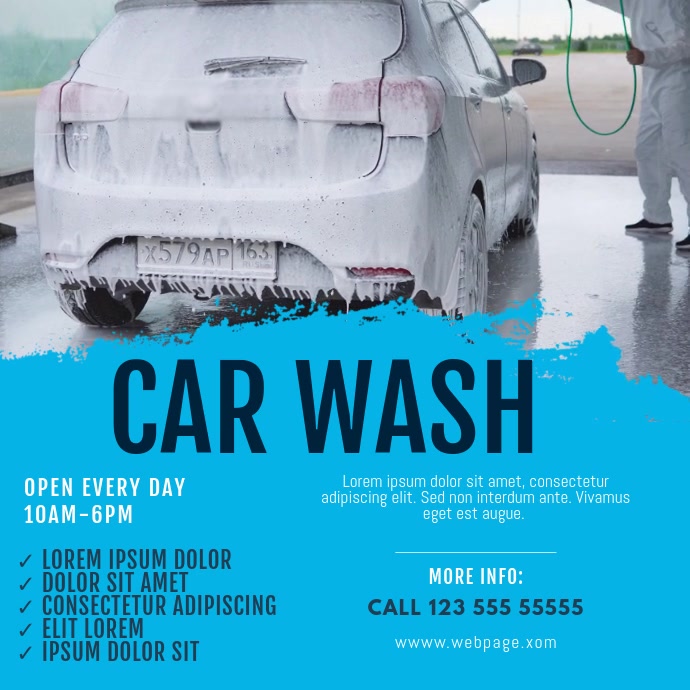 х579АР 163
CAR WASH
OPEN EVERY DAY
10AM-6PM
Lorem ipsum dolor sit amet, consectetur
adipiscing elit. Sed non interdum ante. Vivamus
eget est augue.
✓ LOREM IPSUM DOLOR
✓ DOLOR SIT AMET
✓ CONSECTETUR ADIPISCING
✓ ELIT LOREM
✓ IPSUM DOLOR SIT
MORE INFO:
CALL 123 555 55555
wwww.webpage.xom